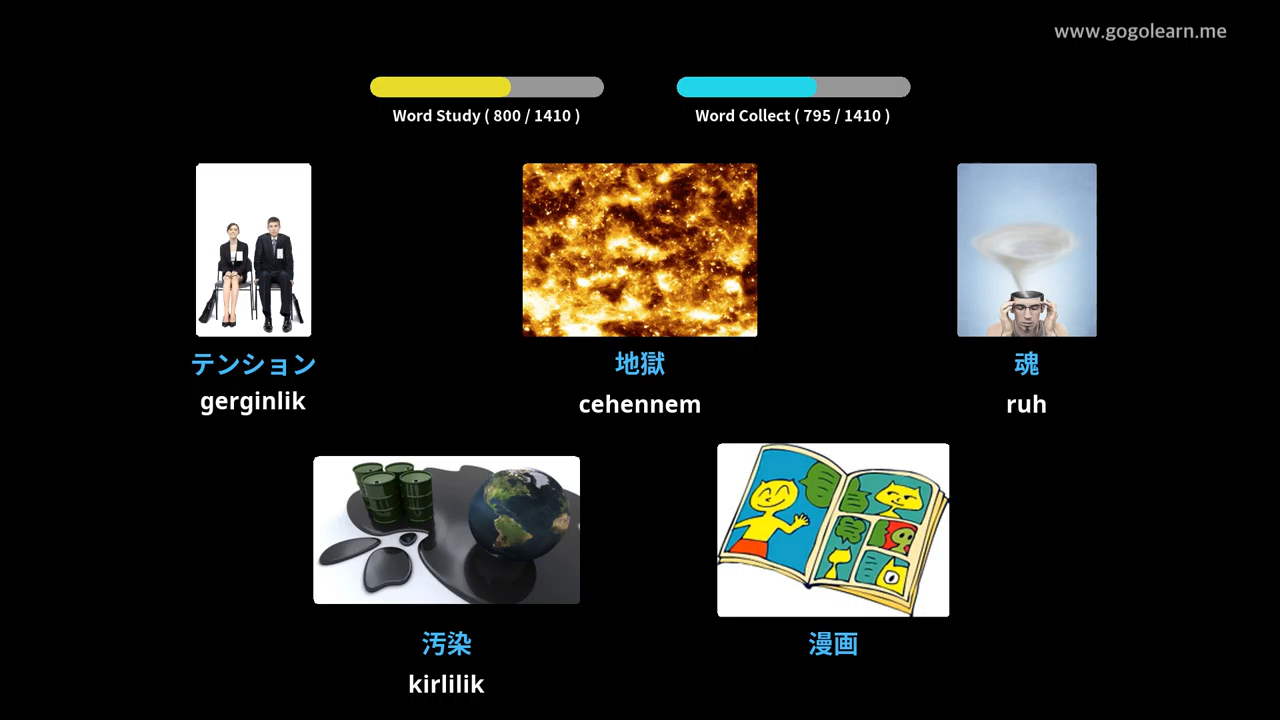 www.gogolearn.me
Word Study ( 800 / 1410 )
Word Collect ( 795 / 1410 )
テンション
gerginlik
地獄
cehennem
魂
ruh
汚染
kirlilik
漫画